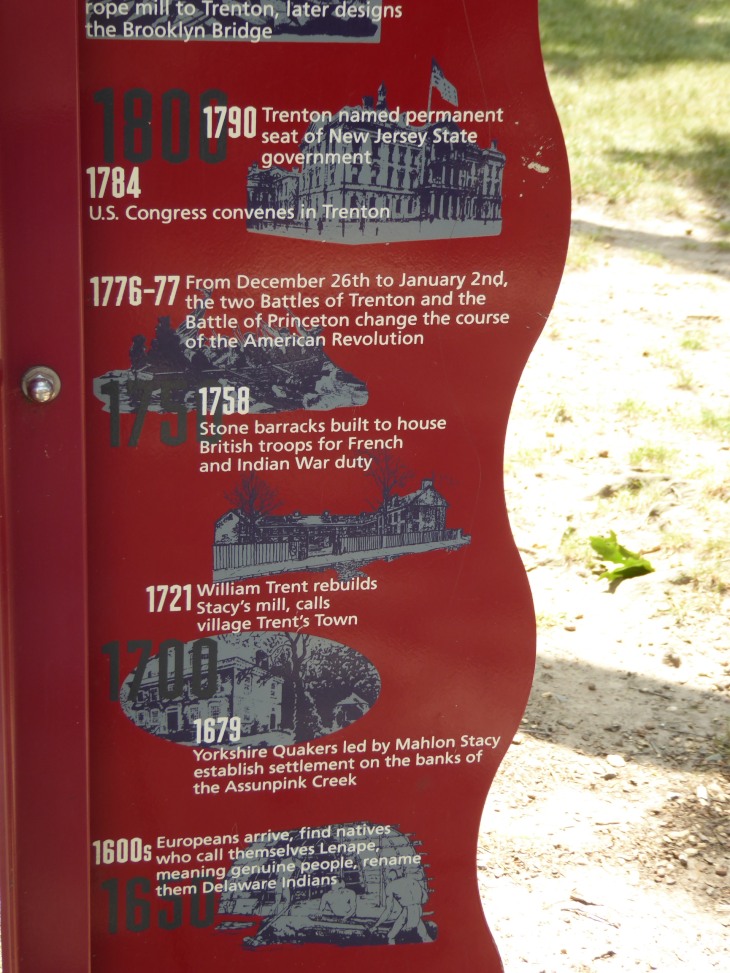 rope mill to Trenton, later designs
the Brooklyn Bridge
1800
1790 Trenton named permanent
seat of New Jersey State
government
1784
U.S. Congress convenes in Trenton
1776–77 From December 26th to January 2nd,
the two Battles of Trenton and the
Battle of Princeton change the course
of the American Revolution
1750
1758
Stone barracks built to house
British troops for French
and Indian War duty
1721 William Trent rebuilds
Stacy's mill, calls
village Trent's Town
1700
1679
Yorkshire Quakers led by Mahlon Stacy
establish settlement on the banks of
the Assunpink Creek
1600s Europeans arrive, find natives
who call themselves Lenape,
meaning genuine people, rename
them Delaware Indians
1650